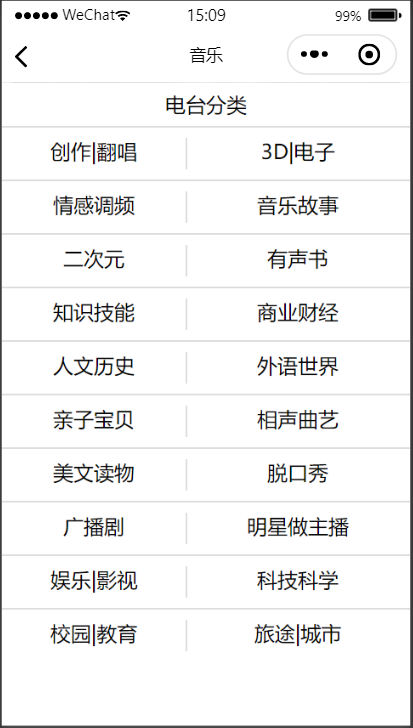 WeChat 15:09 99%
音乐
电台分类
创作|翻唱 3D|电子
情感调频 音乐故事
二次元 有声书
知识技能 商业财经
人文历史 外语世界
亲子宝贝 相声曲艺
美文读物 脱口秀
广播剧 明星做主播
娱乐|影视 科技科学
校园|教育 旅途|城市